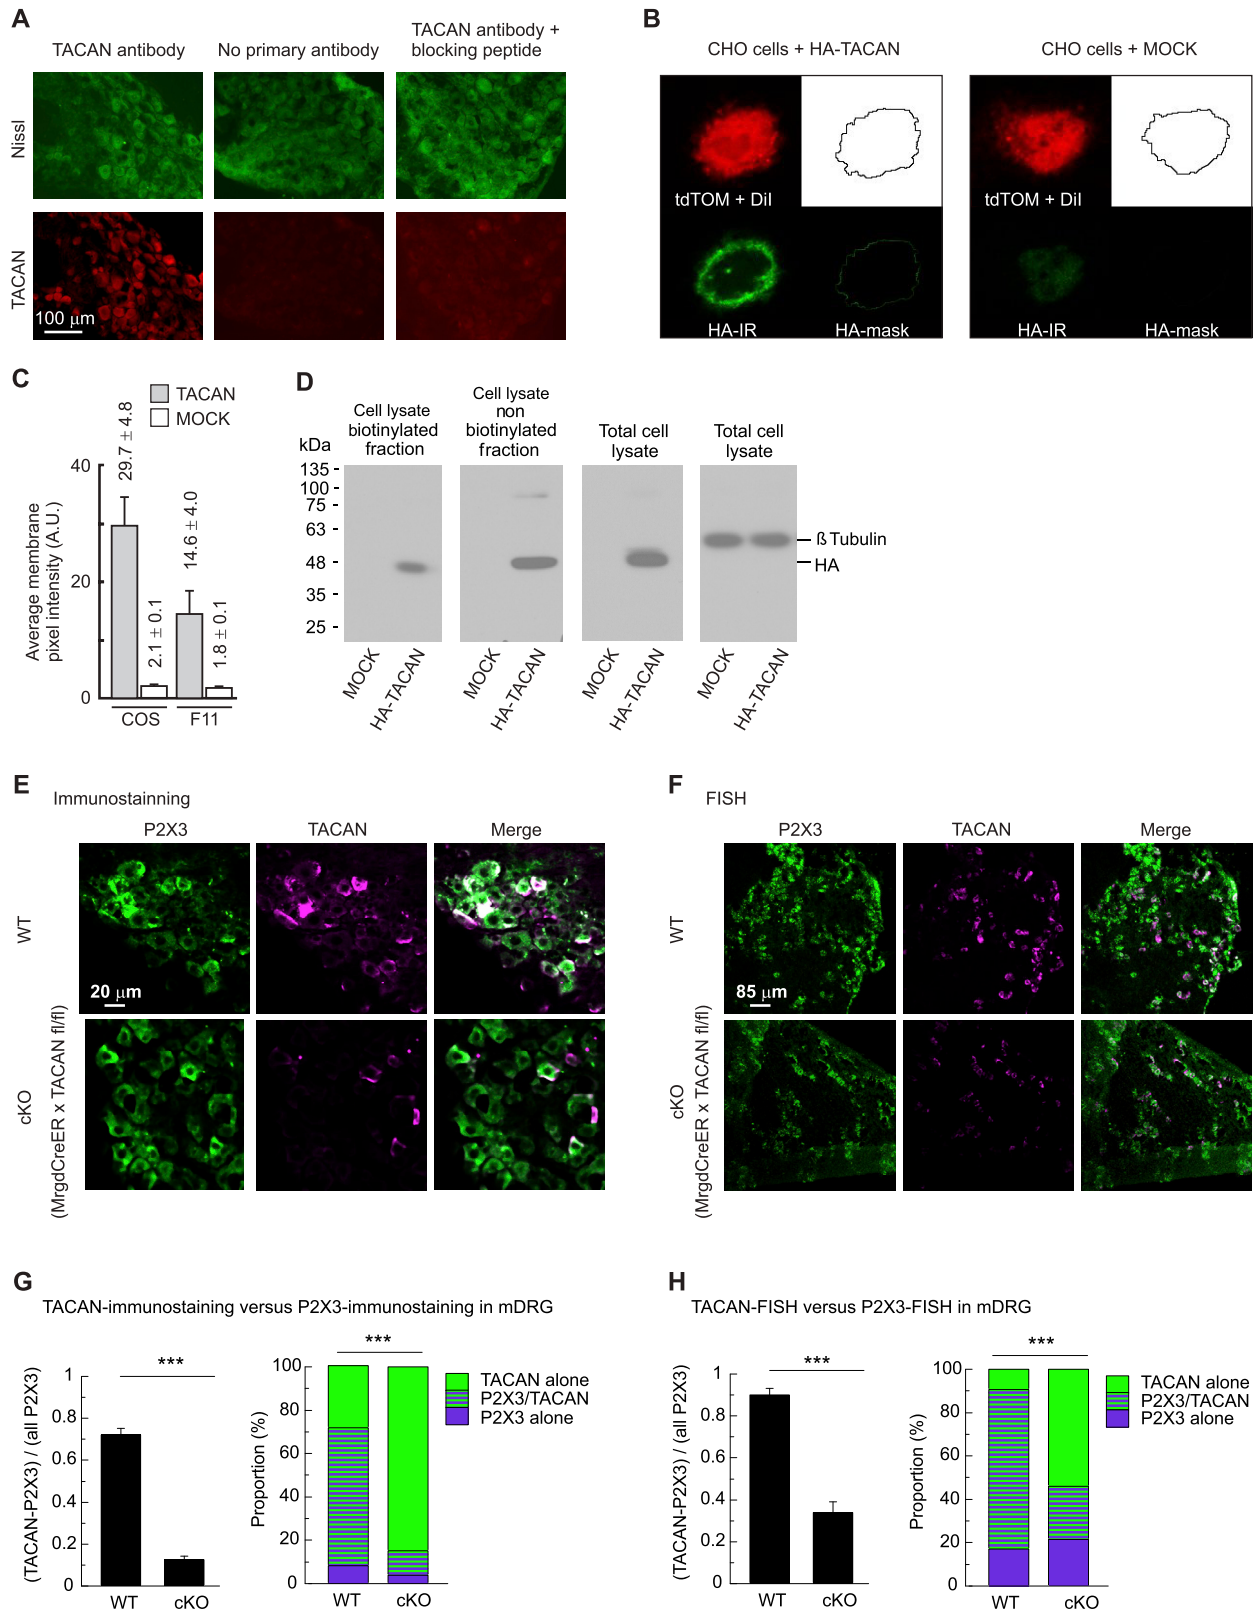 A
TACAN antibody
No primary antibody
TACAN antibody +
blocking peptide
Nissl
TACAN
100 μm
B
CHO cells + HA-TACAN
CHO cells + MOCK
tdTOM + DiI
tdTOM + DiI
HA-IR
HA-mask
HA-IR
HA-mask
C
TACAN
MOCK
Average membrane
pixel intensity (A.U.)
40
20
0
29.7 ± 4.8
2.1 ± 0.1
14.6 ± 4.0
1.8 ± 0.1
COS
F11
D
kDa
135
100
75
63
48
35
25
Cell lysate
biotinylated
fraction
Cell lysate
non
biotinylated
fraction
Total cell
lysate
Total cell
lysate
ß Tubulin
HA
MOCK
HA-TACAN
MOCK
HA-TACAN
MOCK
HA-TACAN
MOCK
HA-TACAN
E
Immunostainning
P2X3
TACAN
Merge
WT
20 μm
cKO
(MrgdCreER x TACAN fl/fl)
F
FISH
P2X3
TACAN
Merge
WT
85 μm
cKO
(MrgdCreER x TACAN fl/fl)
G
TACAN-immunostaining versus P2X3-immunostaining in mDRG
(TACAN-P2X3) / (all P2X3)
1
0.8
0.6
0.4
0.2
0
***
WT
cKO
Proportion (%)
100
80
60
40
20
0
***
WT
cKO
TACAN alone
P2X3/TACAN
P2X3 alone
H
TACAN-FISH versus P2X3-FISH in mDRG
(TACAN-P2X3) / (all P2X3)
1
0.8
0.6
0.4
0.2
0
***
WT
cKO
Proportion (%)
100
80
60
40
20
0
***
WT
cKO
TACAN alone
P2X3/TACAN
P2X3 alone